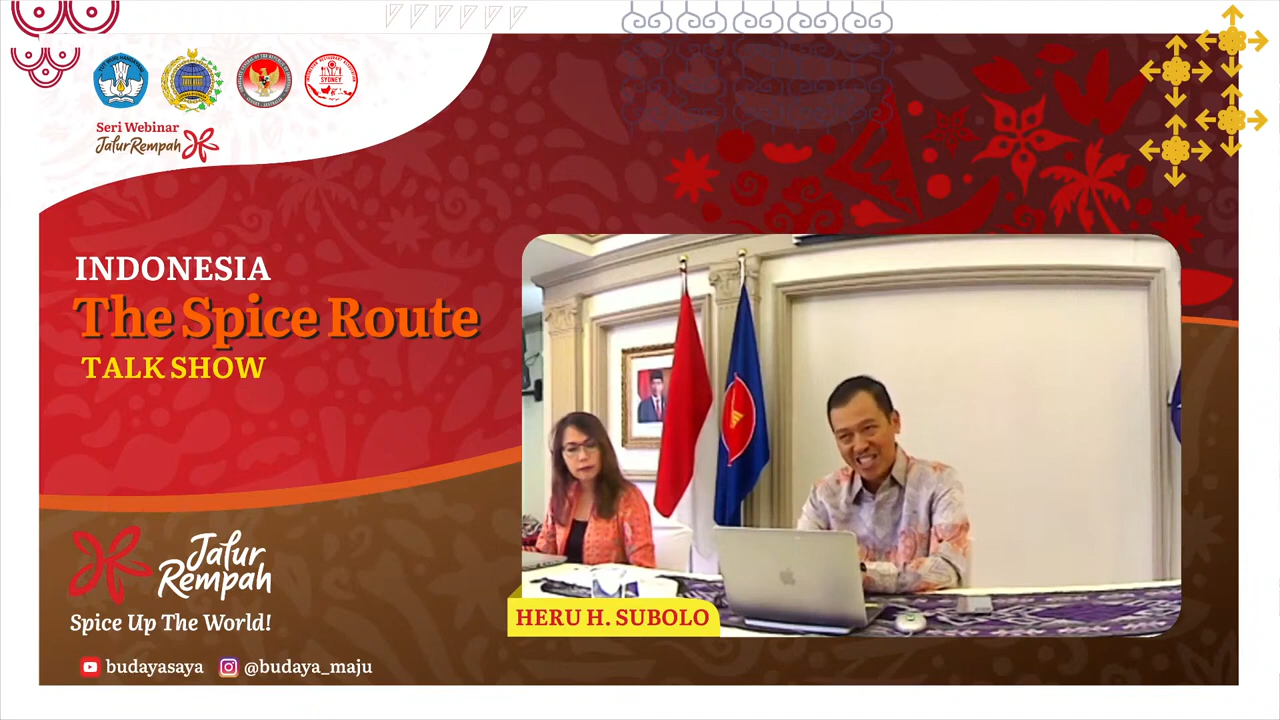 Seri Webinar
Jalur Rempah
INDONESIA
The Spice Route
TALK SHOW
HERU H. SUBOLO
Jalur
Rempah
Spice Up The World!
budayasaya @budaya_maju
SYDNEY